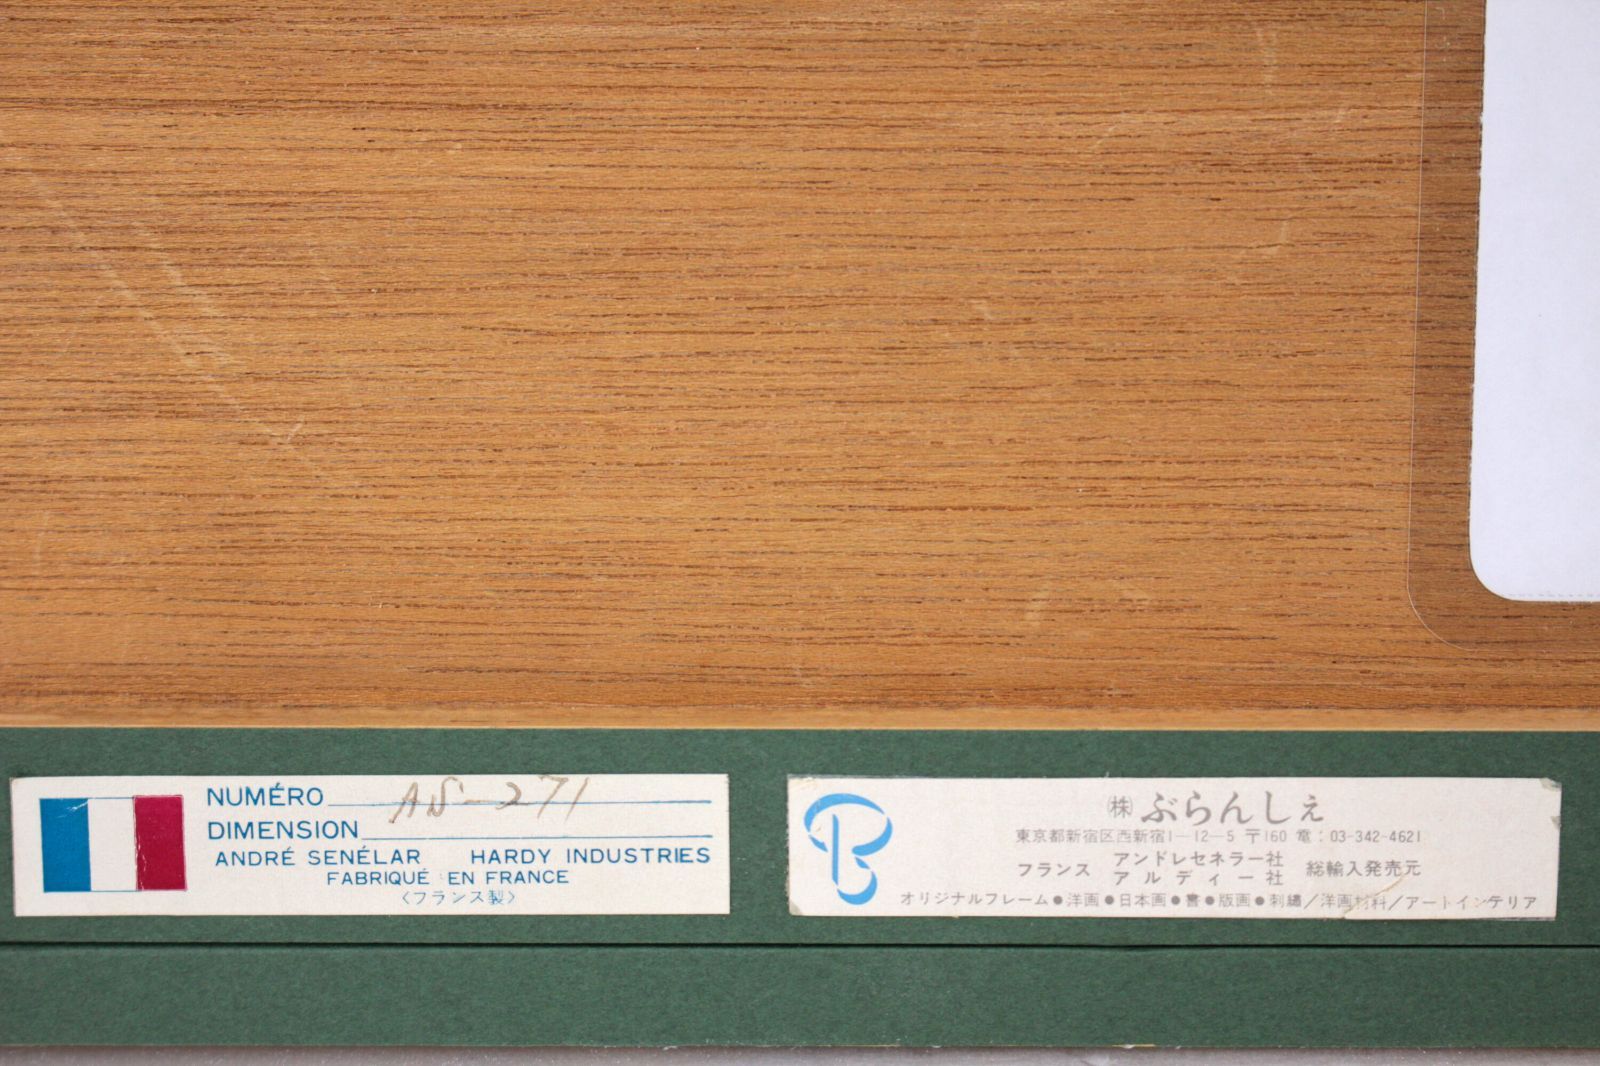 NUMÉRO AS-271
DIMENSION
ANDRÉ SENÉLAR HARDY INDUSTRIES
FABRIQUÉ EN FRANCE
〈フランス製〉
㈱ ぶらんしぇ
東京都新宿区西新宿1-12-5 〒160 電:03-342-4621
フランス アンドレセネラー社 アルディー社 総輸入発売元
オリジナルフレーム●洋画●日本画●書●版画●刺繡/洋画材料/アートインテリア